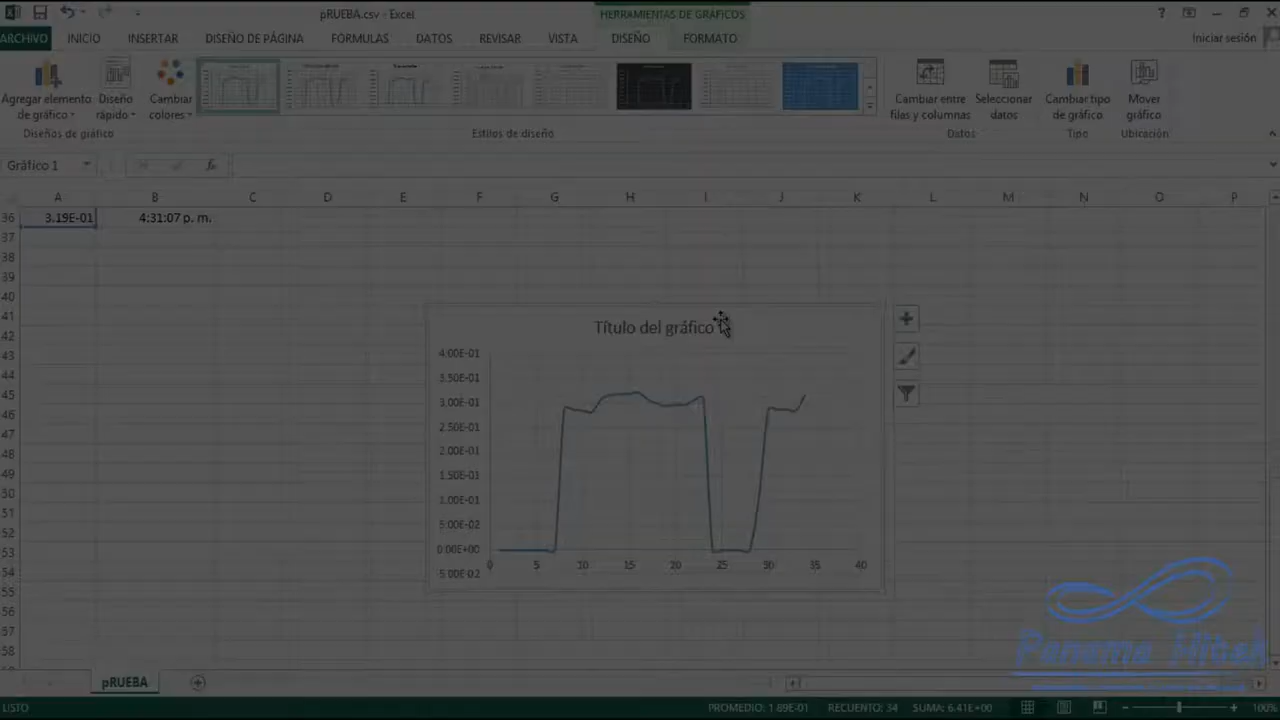 pRUEBA.csv - Excel
HERRAMIENTAS DE GRÁFICOS
ARCHIVO INICIO INSERTAR DISEÑO DE PÁGINA FÓRMULAS DATOS REVISAR VISTA DISEÑO FORMATO Iniciar sesión
Agregar elemento de gráfico
Diseño rápido
Cambiar colores
Cambiar entre filas y columnas
Seleccionar datos
Cambiar tipo de gráfico
Mover gráfico
Diseños de gráfico Estilos de diseño Datos Tipo Ubicación
Gráfico 1 fx
A B C D E F G H I J K L M N O P
36 3.19E-01 4:31:07 p. m.
37
38
39
40
41
42
43
44
45
46
47
48
49
50
51
52
53
54
55
56
57
58
Título del gráfico
4.00E-01
3.50E-01
3.00E-01
2.50E-01
2.00E-01
1.50E-01
1.00E-01
5.00E-02
0.00E+00
-5.00E-02
0 5 10 15 20 25 30 35 40
Panama Hitek
pRUEBA
LISTO PROMEDIO: 1.89E-01 RECUENTO: 34 SUMA: 6.41E+00 100%